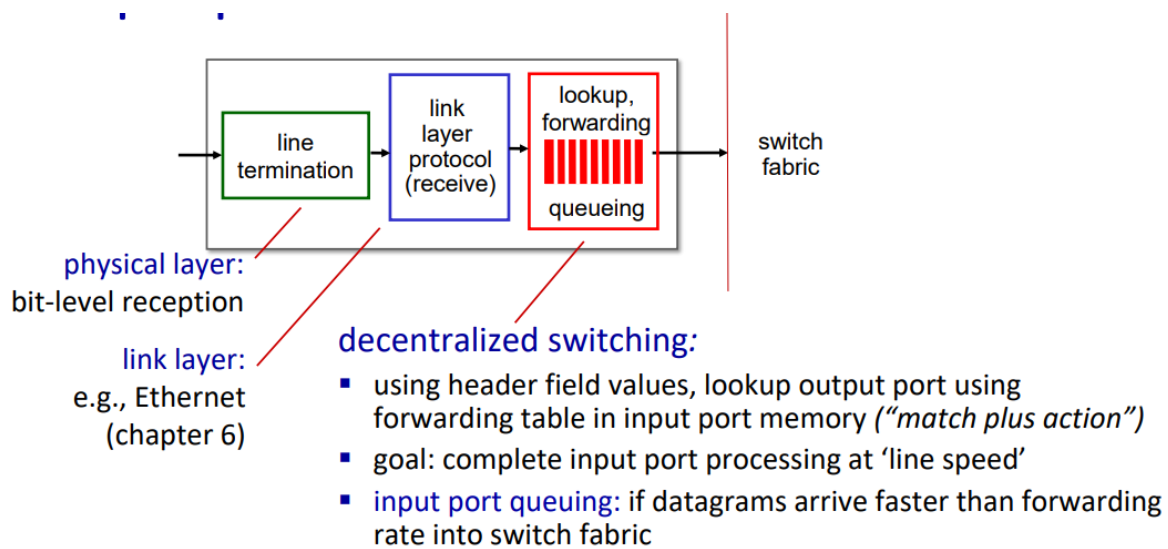 line
termination
link
layer
protocol
(receive)
lookup,
forwarding
queueing
switch
fabric
physical layer:
bit-level reception
link layer:
e.g., Ethernet
(chapter 6)
decentralized switching:
▪ using header field values, lookup output port using
forwarding table in input port memory (“match plus action”)
▪ goal: complete input port processing at ‘line speed’
▪ input port queuing: if datagrams arrive faster than forwarding
rate into switch fabric